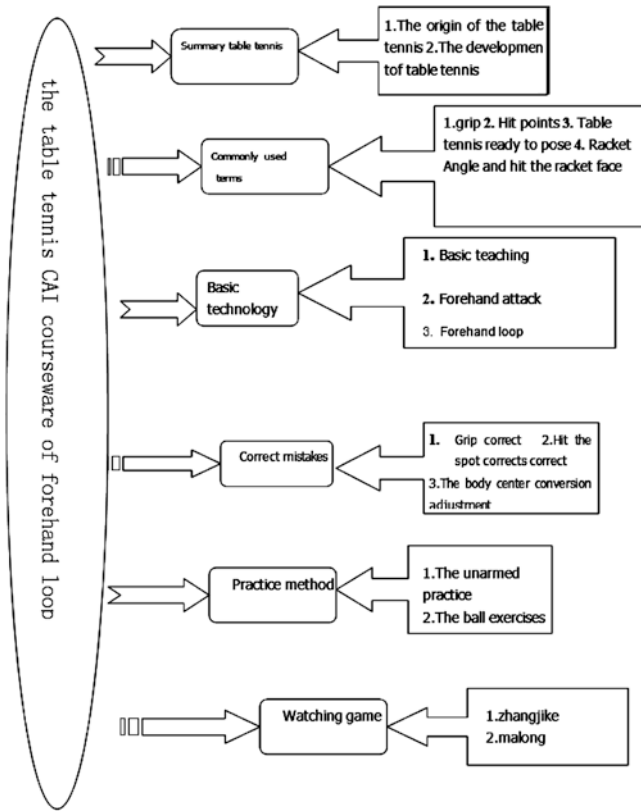 the table tennis CAI courseware of forehand loop
Summary table tennis
1.The origin of the table
tennis 2.The developmen
tof table tennis
Commonly used
terms
1.grip 2. Hit points 3. Table
tennis ready to pose 4. Racket
Angle and hit the racket face
Basic
technology
1. Basic teaching
2. Forehand attack
3. Forehand loop
Correct mistakes
1. Grip correct 2.Hit the
spot corrects correct
3.The body center conversion
adjustment
Practice method
1.The unarmed
practice
2.The ball exercises
Watching game
1.zhangjike
2.malong